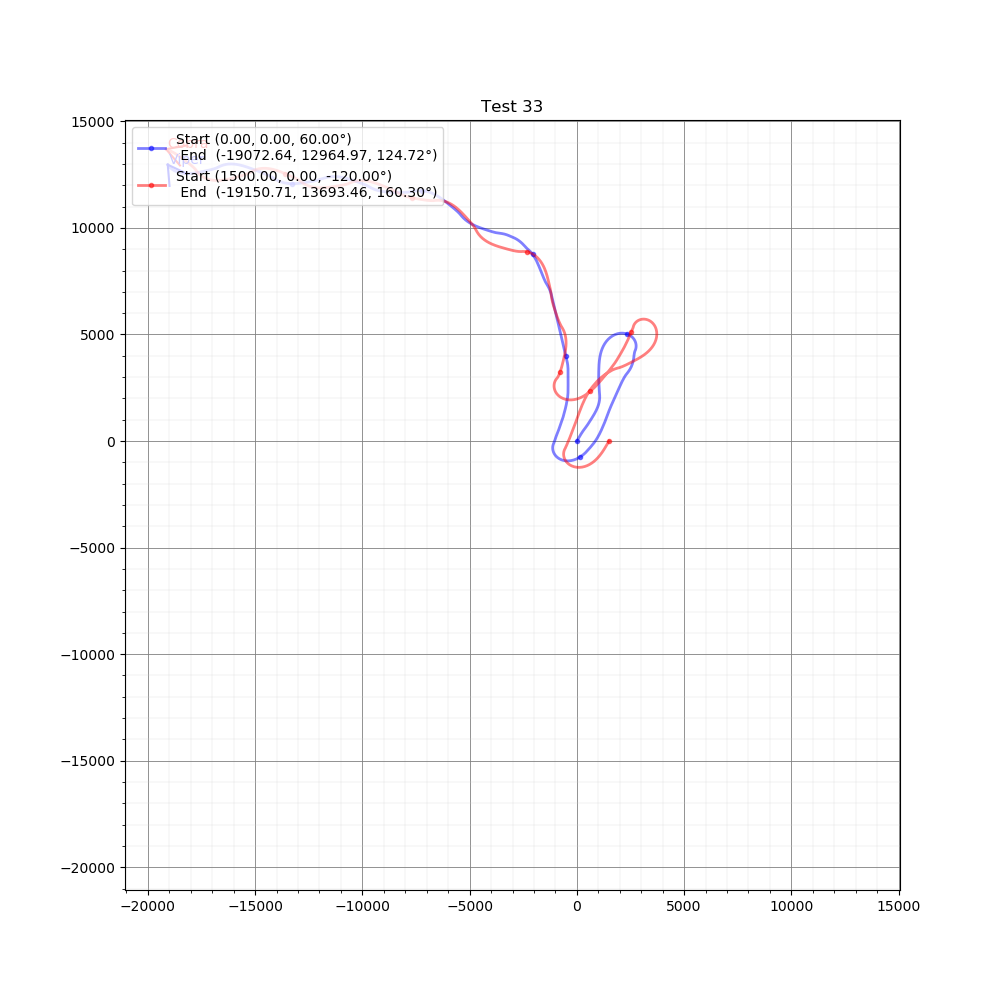 Test 33
Start (0.00, 0.00, 60.00°)
End (-19072.64, 12964.97, 124.72°)
Start (1500.00, 0.00, -120.00°)
End (-19150.71, 13693.46, 160.30°)
15000
10000
5000
0
−5000
−10000
−15000
−20000
−20000 −15000 −10000 −5000 0 5000 10000 15000